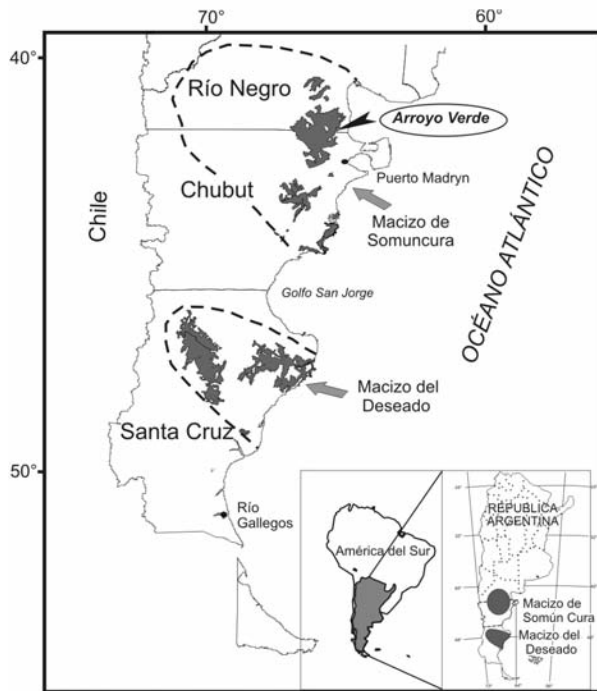 70°
60°
40°
Río Negro
Arroyo Verde
Puerto Madryn
Chubut
Macizo de
Somuncura
Chile
OCÉANO ATLÁNTICO
Golfo San Jorge
Macizo del
Deseado
Santa Cruz
50°
Río
Gallegos
América del Sur
REPÚBLICA
ARGENTINA
Macizo de
Somún Cura
Macizo del
Deseado